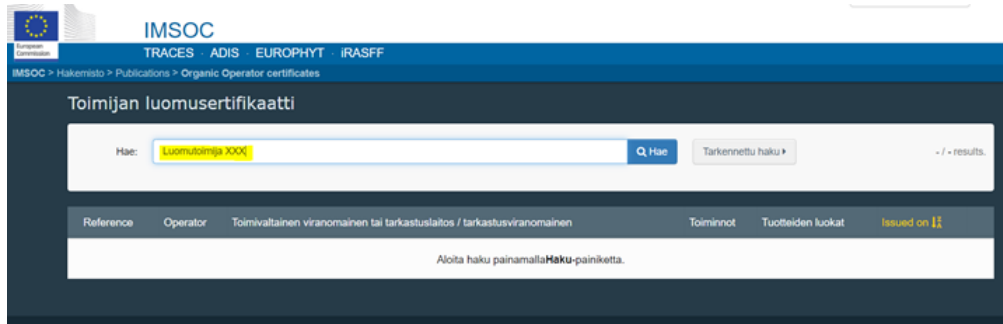 IMSOC
European
Commission
TRACES · ADIS · EUROPHYT · iRASFF
IMSOC > Hakemisto > Publications > Organic Operator certificates
Toimijan luomusertifikaatti
Hae: Luomutoimija XXX Hae Tarkennettu haku - / - results.
Reference Operator Toimivaltainen viranomainen tai tarkastuslaitos / tarkastusviranomainen Toiminnot Tuotteiden luokat Issued on
Aloita haku painamallaHaku-painiketta.